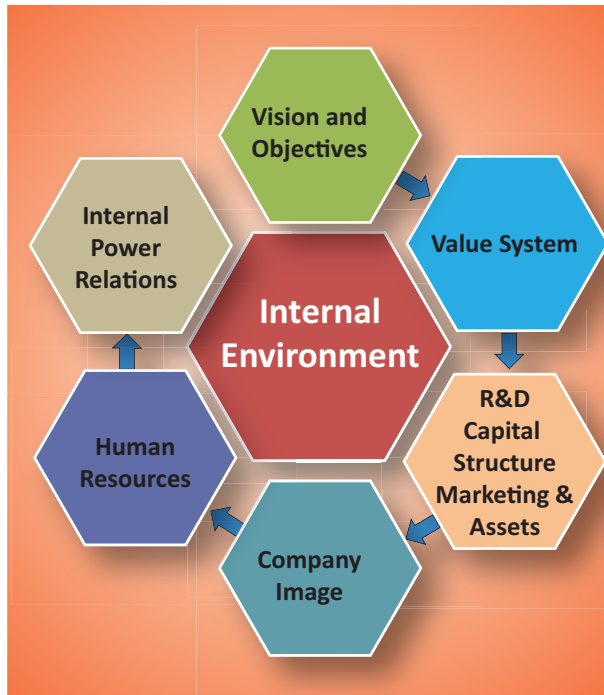 Vision and
Objectives
Value System
R&D
Capital
Structure
Marketing &
Assets
Company
Image
Human
Resources
Internal
Power
Relations
Internal
Environment